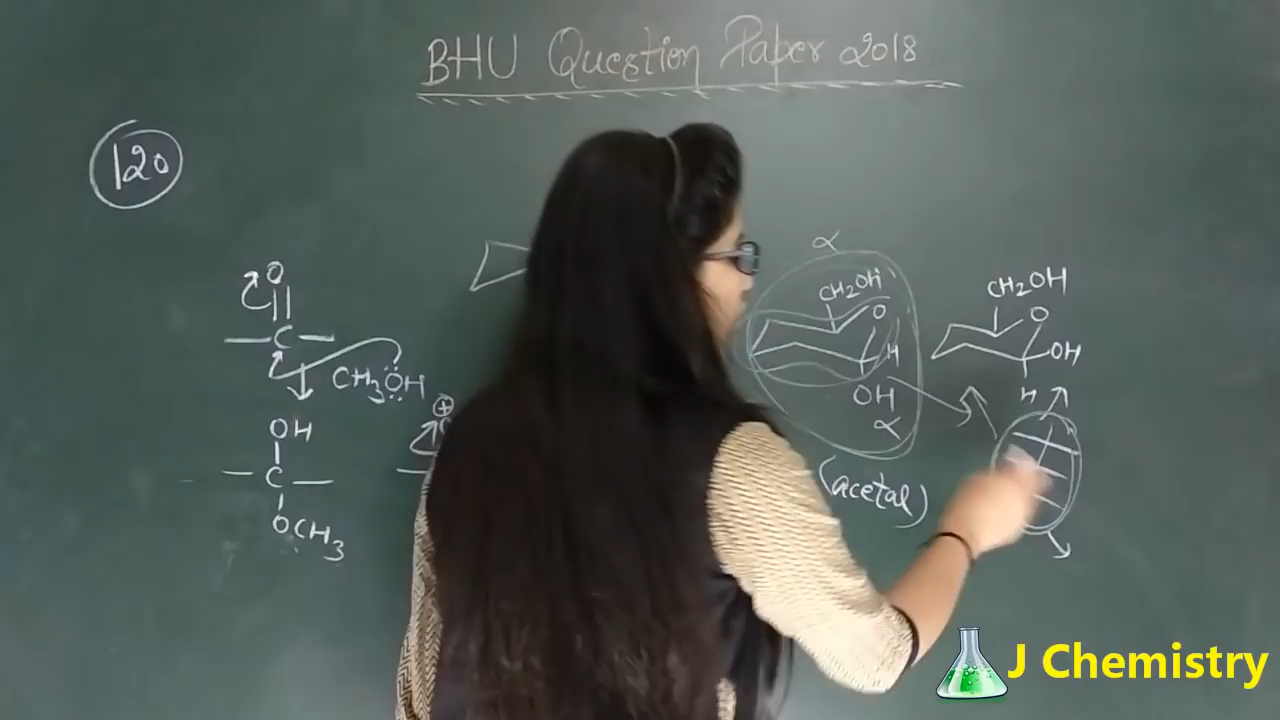 BHU Question Paper 2018
120
O
C
CH3OH
OH
C
OCH3
⊕
α
CH2OH
O
H
OH
α
(acetal)
CH2OH
O
OH
H
J Chemistry